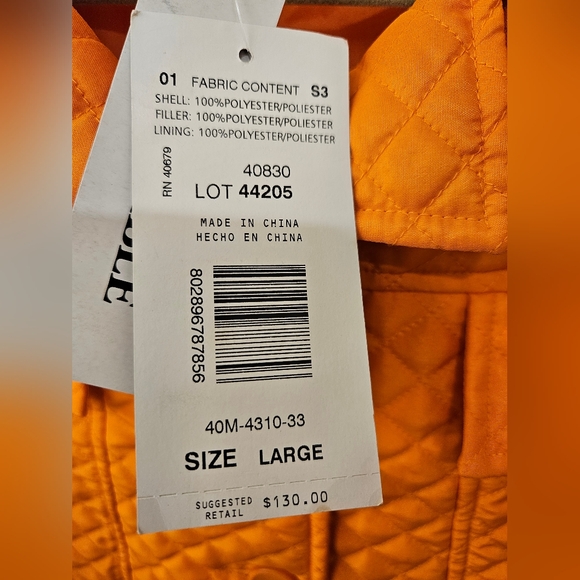 01 FABRIC CONTENT S3
SHELL: 100%POLYESTER/POLIESTER
FILLER: 100%POLYESTER/POLIESTER
LINING: 100%POLYESTER/POLIESTER
RN 40679
40830
LOT 44205
MADE IN CHINA
HECHO EN CHINA
8028967878556
40M-4310-33
SIZE LARGE
SUGGESTED
RETAIL $130.00